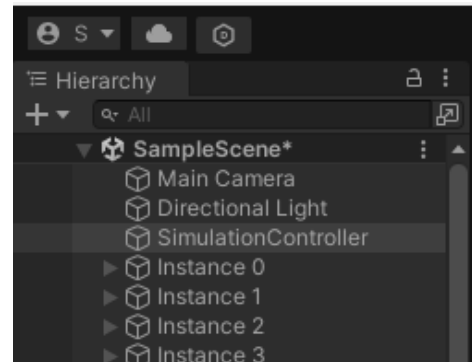 S
Hierarchy
All
SampleScene*
Main Camera
Directional Light
SimulationController
Instance 0
Instance 1
Instance 2
Instance 3